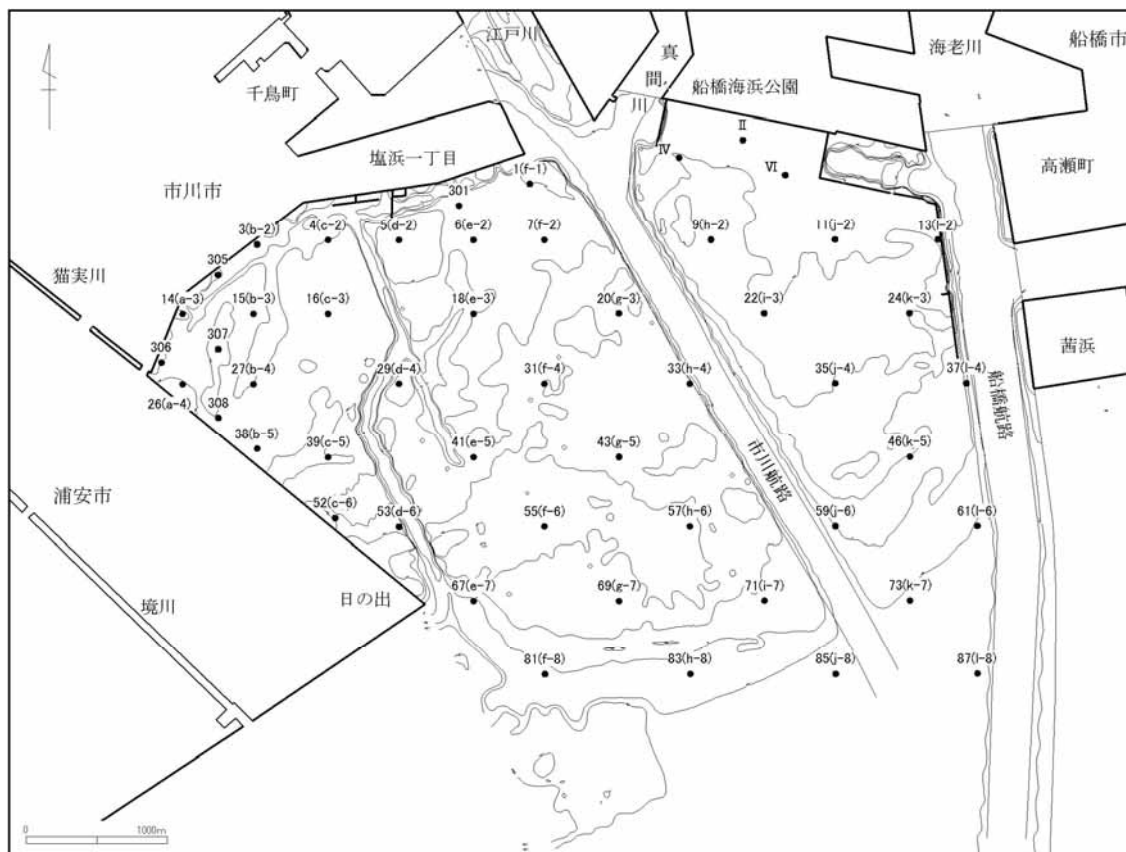 江戸川
真間川
海老川
船橋市
千鳥町
船橋海浜公園
塩浜一丁目
高瀬町
市川市
猫実川
茜浜
浦安市
境川
日の出
市川航路
船橋航路
Ⅱ
Ⅳ
Ⅵ
1(f-1)
301
3(b-2)
4(c-2)
5(d-2)
6(e-2)
7(f-2)
9(h-2)
11(j-2)
13(l-2)
305
14(a-3)
15(b-3)
16(c-3)
18(e-3)
20(g-3)
22(i-3)
24(k-3)
306
307
26(a-4)
27(b-4)
29(d-4)
31(f-4)
33(h-4)
35(j-4)
37(l-4)
308
38(b-5)
39(c-5)
41(e-5)
43(g-5)
46(k-5)
52(c-6)
53(d-6)
55(f-6)
57(h-6)
59(j-6)
61(l-6)
67(e-7)
69(g-7)
71(i-7)
73(k-7)
81(f-8)
83(h-8)
85(j-8)
87(l-8)
0 1000m